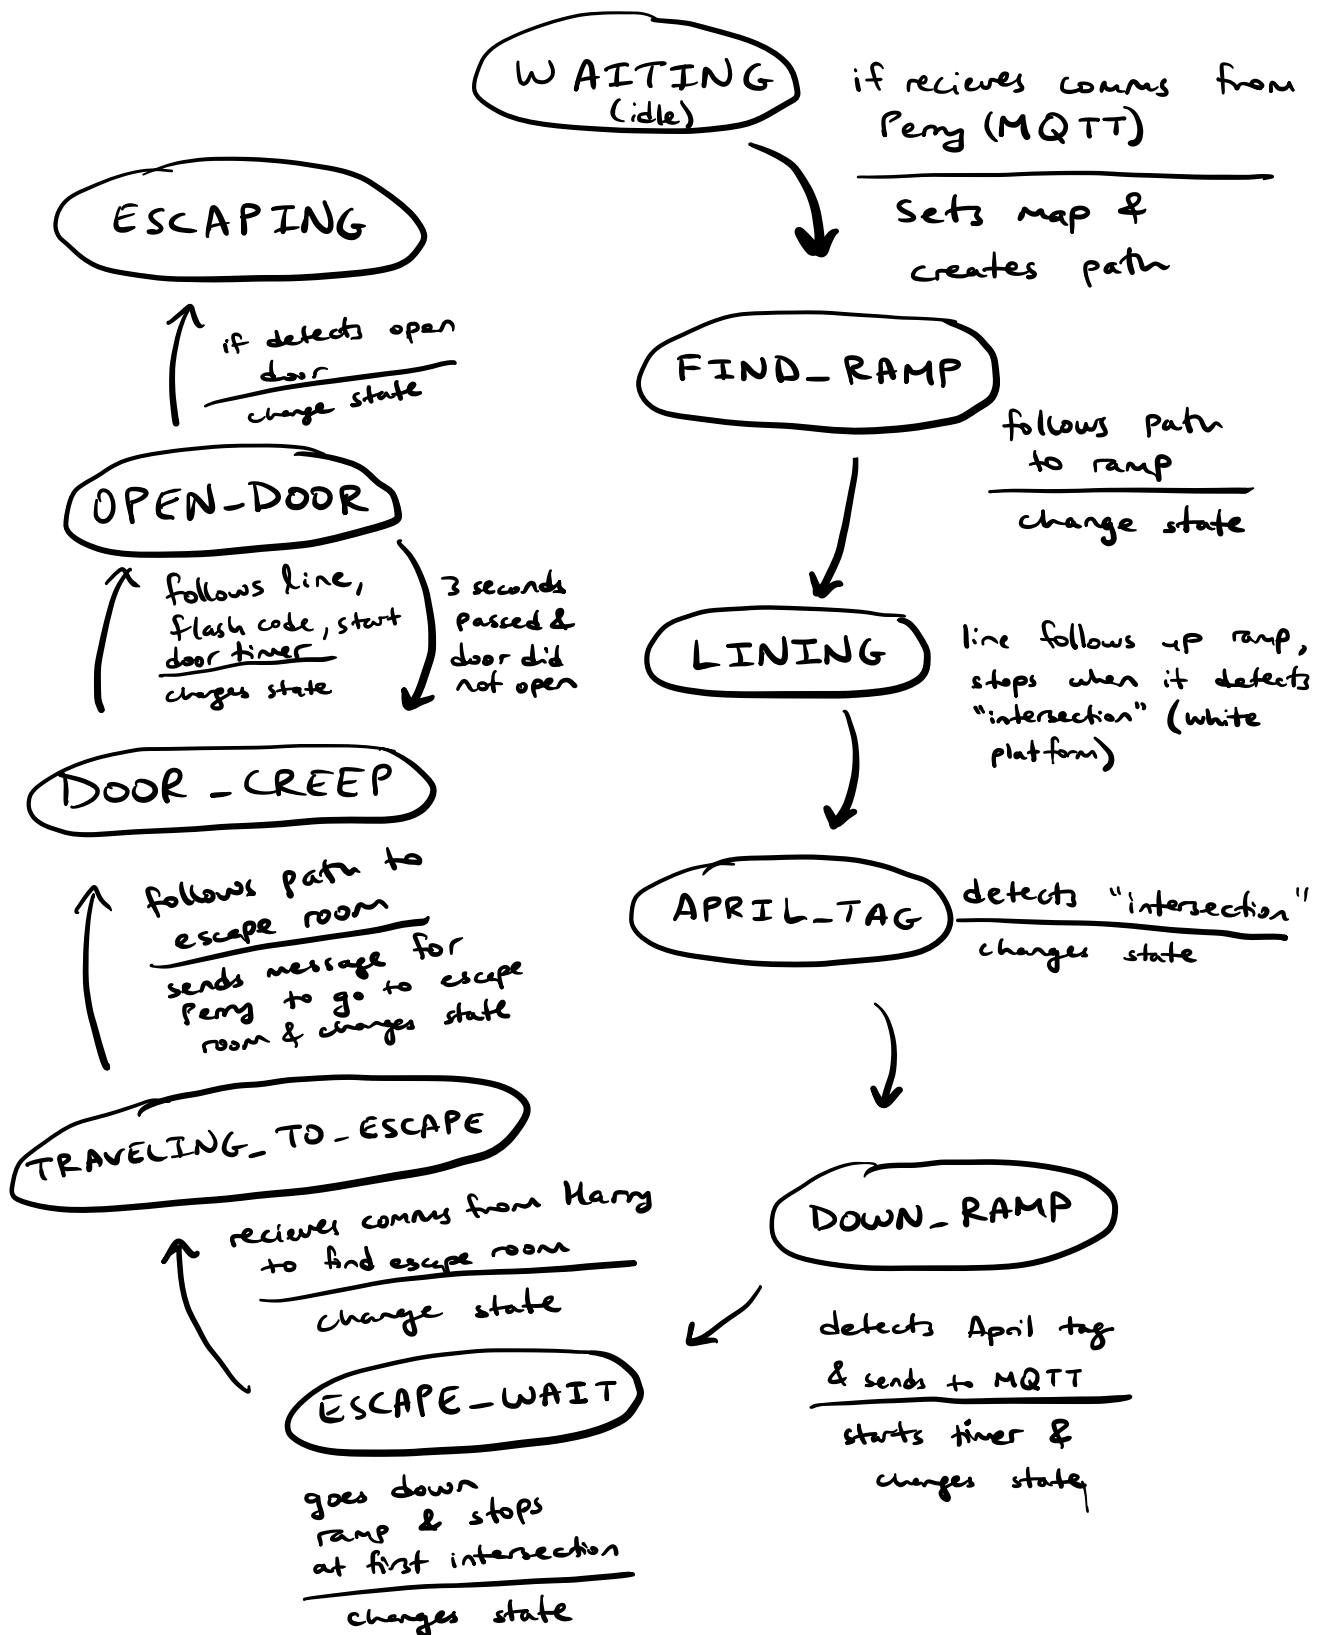 WAITING
(idle)
if recieves comms from
Perry (MQTT)
Sets map &
creates path
FIND_RAMP
follows path
to ramp
change state
LINING
line follows up ramp,
stops when it detects
"intersection" (white
platform)
APRIL_TAG
detects "intersection"
changes state
DOWN_RAMP
detects April tag
& sends to MQTT
starts timer &
changes state
ESCAPE_WAIT
goes down
ramp & stops
at first intersection
changes state
recieves comms from Harry
to find escape room
change state
TRAVELING_TO_ESCAPE
follows path to
escape room
sends message for
Perry to go to escape
room & changes state
DOOR_CREEP
follows line,
flash code, start
door timer
changes state
3 seconds
passed &
door did
not open
OPEN_DOOR
if detects open
door
change state
ESCAPING